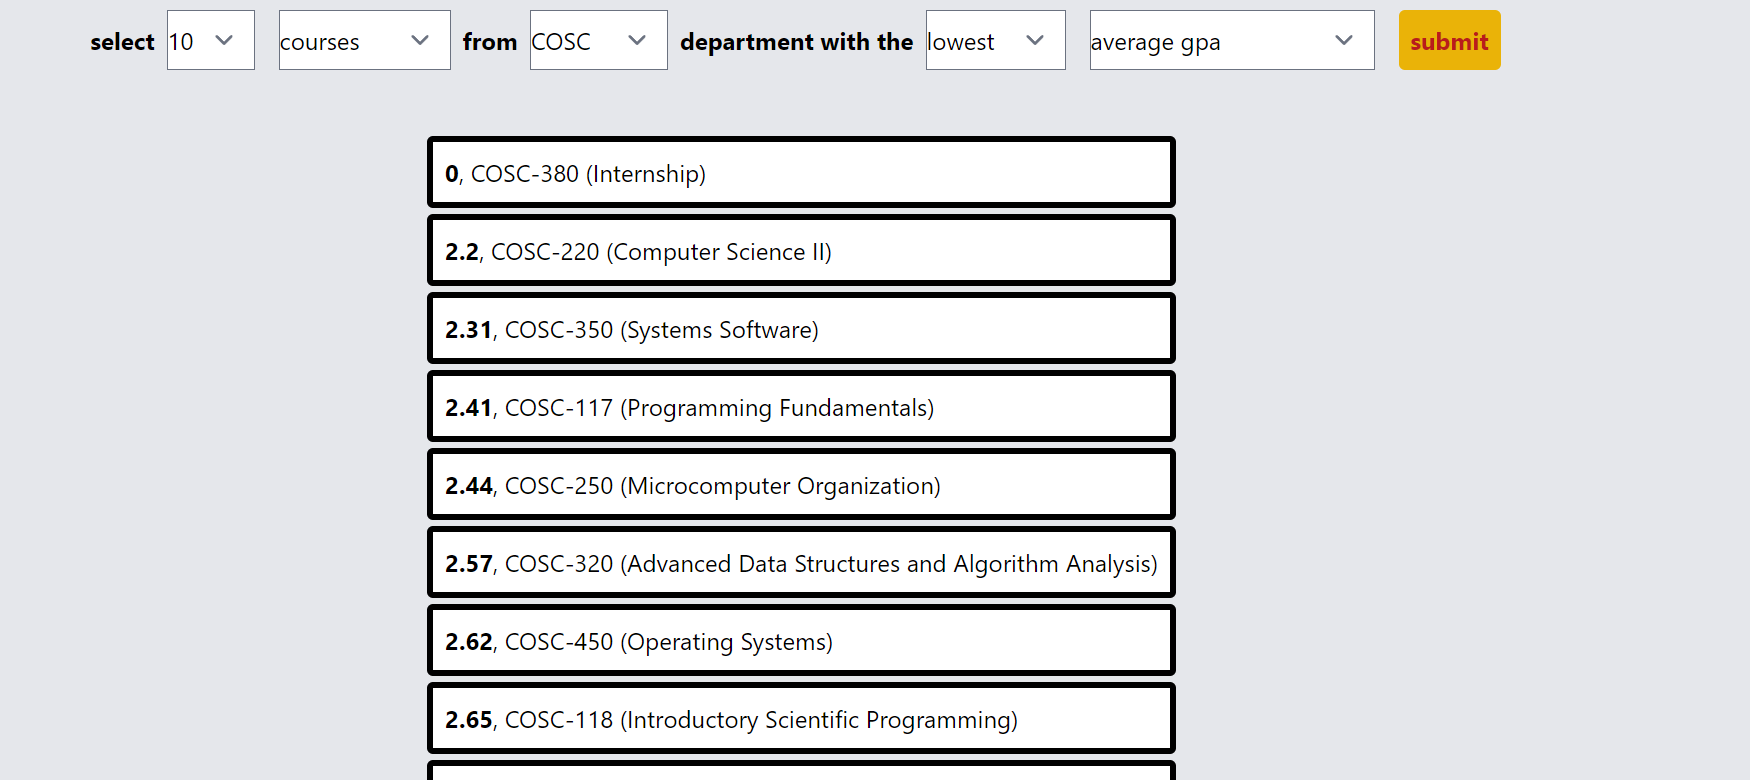 select 10 courses from COSC department with the lowest average gpa submit
0, COSC-380 (Internship)
2.2, COSC-220 (Computer Science II)
2.31, COSC-350 (Systems Software)
2.41, COSC-117 (Programming Fundamentals)
2.44, COSC-250 (Microcomputer Organization)
2.57, COSC-320 (Advanced Data Structures and Algorithm Analysis)
2.62, COSC-450 (Operating Systems)
2.65, COSC-118 (Introductory Scientific Programming)